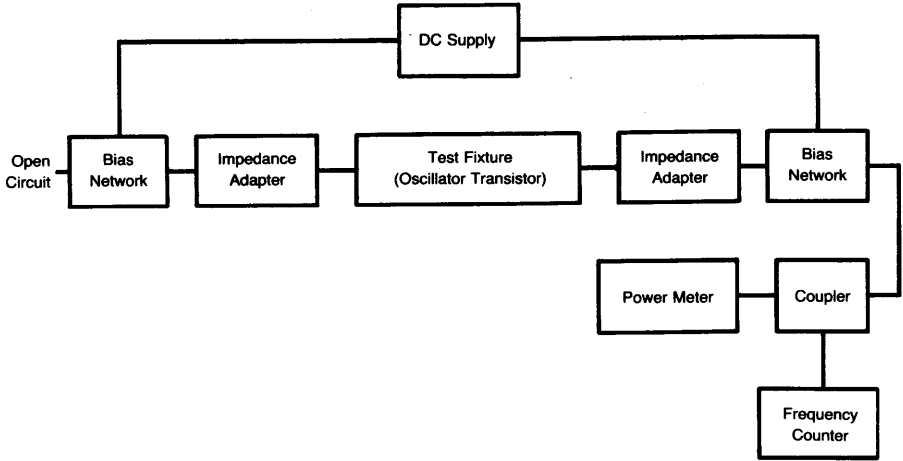 DC Supply
Open
Circuit
Bias
Network
Impedance
Adapter
Test Fixture
(Oscillator Transistor)
Impedance
Adapter
Bias
Network
Power Meter
Coupler
Frequency
Counter